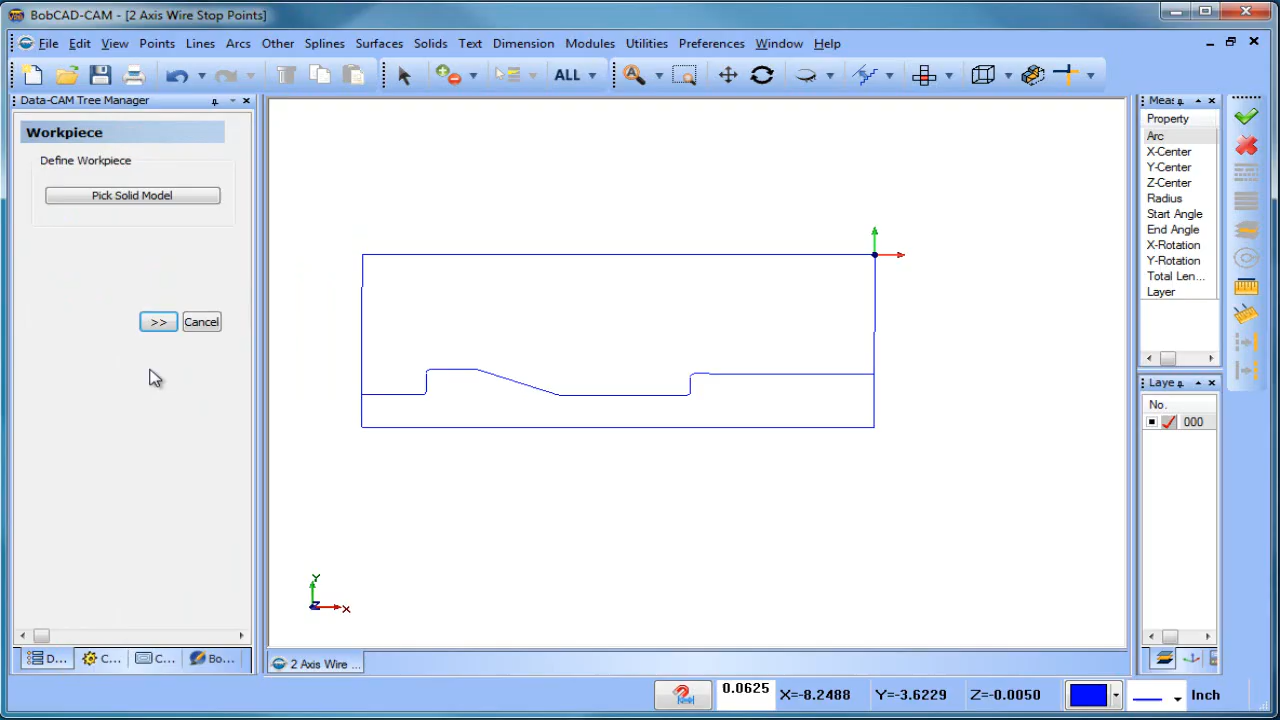 BobCAD-CAM - [2 Axis Wire Stop Points]
File Edit View Points Lines Arcs Other Splines Surfaces Solids Text Dimension Modules Utilities Preferences Window Help
ALL
Data-CAM Tree Manager
Workpiece
Define Workpiece
Pick Solid Model
>> Cancel
D... C... C... Bo...
Y
Z X
2 Axis Wire ...
Meas
Property
Arc
X-Center
Y-Center
Z-Center
Radius
Start Angle
End Angle
X-Rotation
Y-Rotation
Total Len...
Layer
Laye
No.
000
0.0625 X=-8.2488 Y=-3.6229 Z=-0.0050 Inch